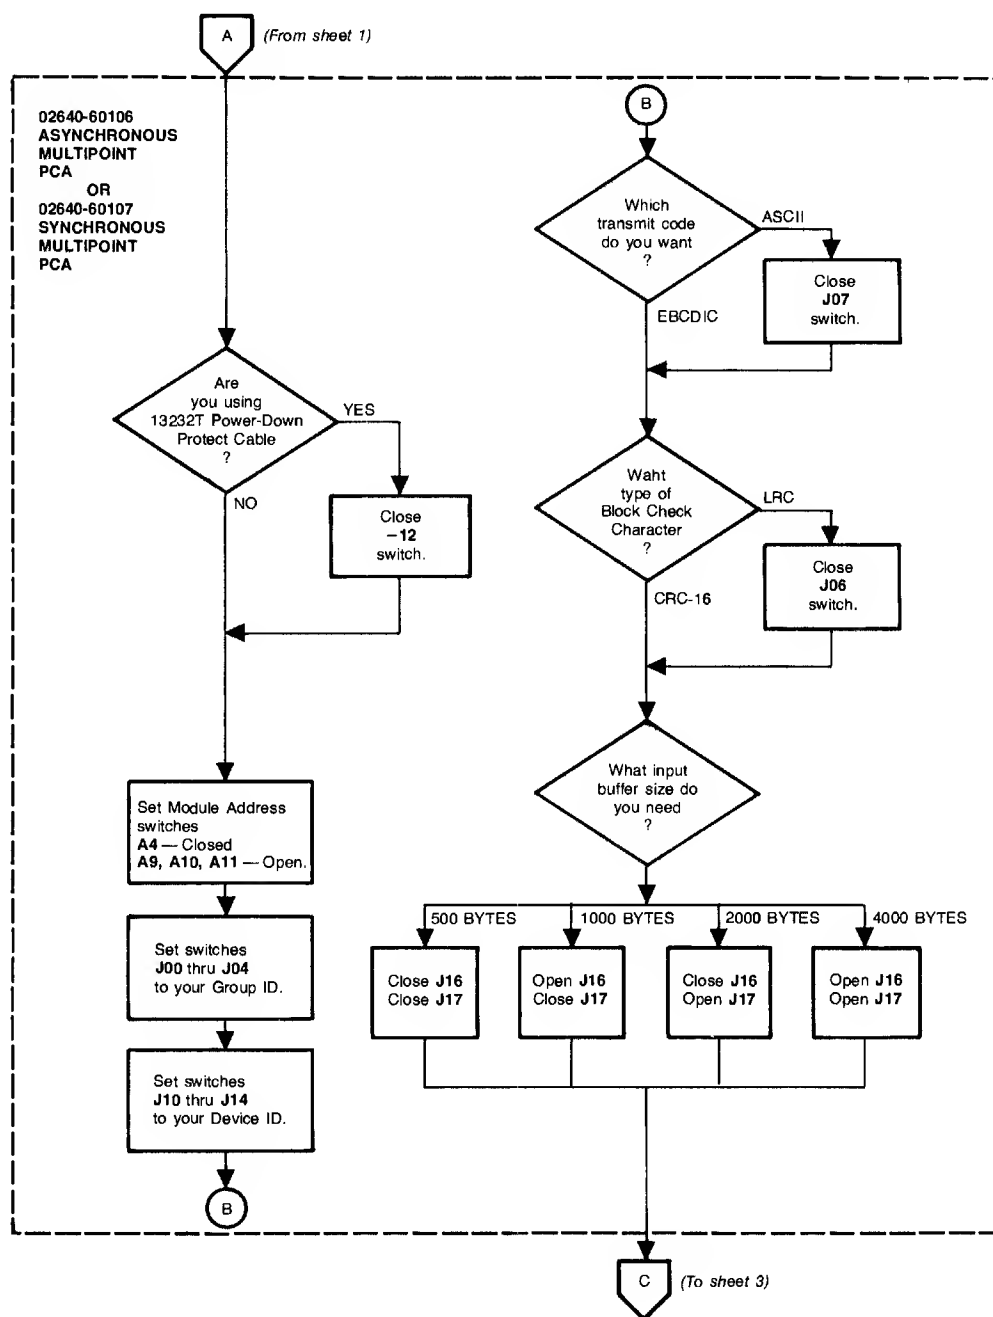 A (From sheet 1)
02640-60106
ASYNCHRONOUS
MULTIPOINT
PCA
OR
02640-60107
SYNCHRONOUS
MULTIPOINT
PCA
Are
you using
13232T Power-Down
Protect Cable
?
YES
NO
Close
−12
switch.
Set Module Address
switches
A4 — Closed
A9, A10, A11 — Open.
Set switches
J00 thru J04
to your Group ID.
Set switches
J10 thru J14
to your Device ID.
B
B
Which
transmit code
do you want
?
ASCII
EBCDIC
Close
J07
switch.
Waht
type of
Block Check
Character
?
LRC
CRC-16
Close
J06
switch.
What input
buffer size do
you need
?
500 BYTES
1000 BYTES
2000 BYTES
4000 BYTES
Close J16
Close J17
Open J16
Close J17
Close J16
Open J17
Open J16
Open J17
C (To sheet 3)